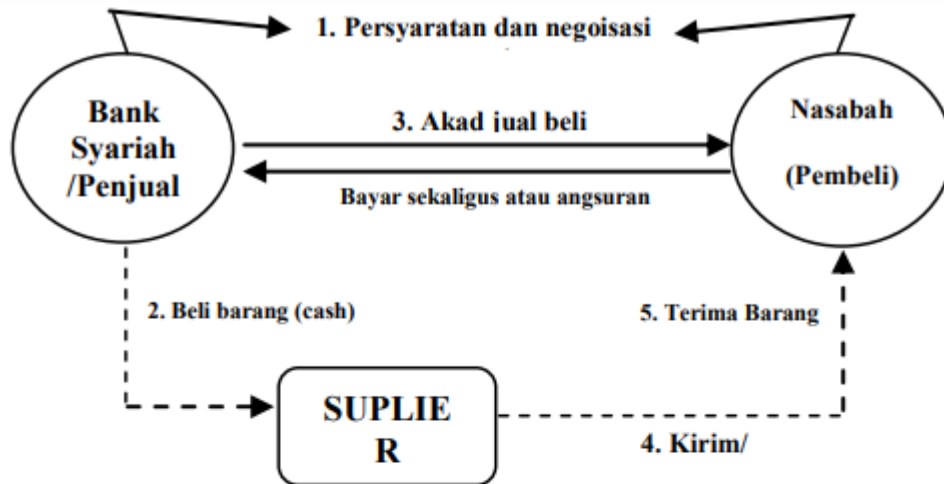 1. Persyaratan dan negoisasi
Bank
Syariah
/Penjual
Nasabah
(Pembeli)
3. Akad jual beli
Bayar sekaligus atau angsuran
2. Beli barang (cash)
5. Terima Barang
SUPLIE
R
4. Kirim/